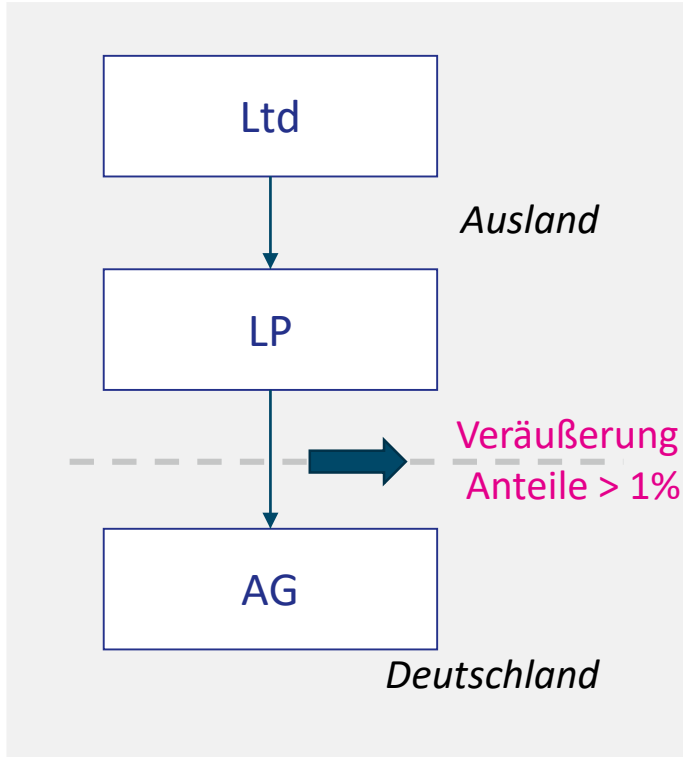 Ltd
Ausland
LP
Veräußerung
Anteile > 1%
AG
Deutschland